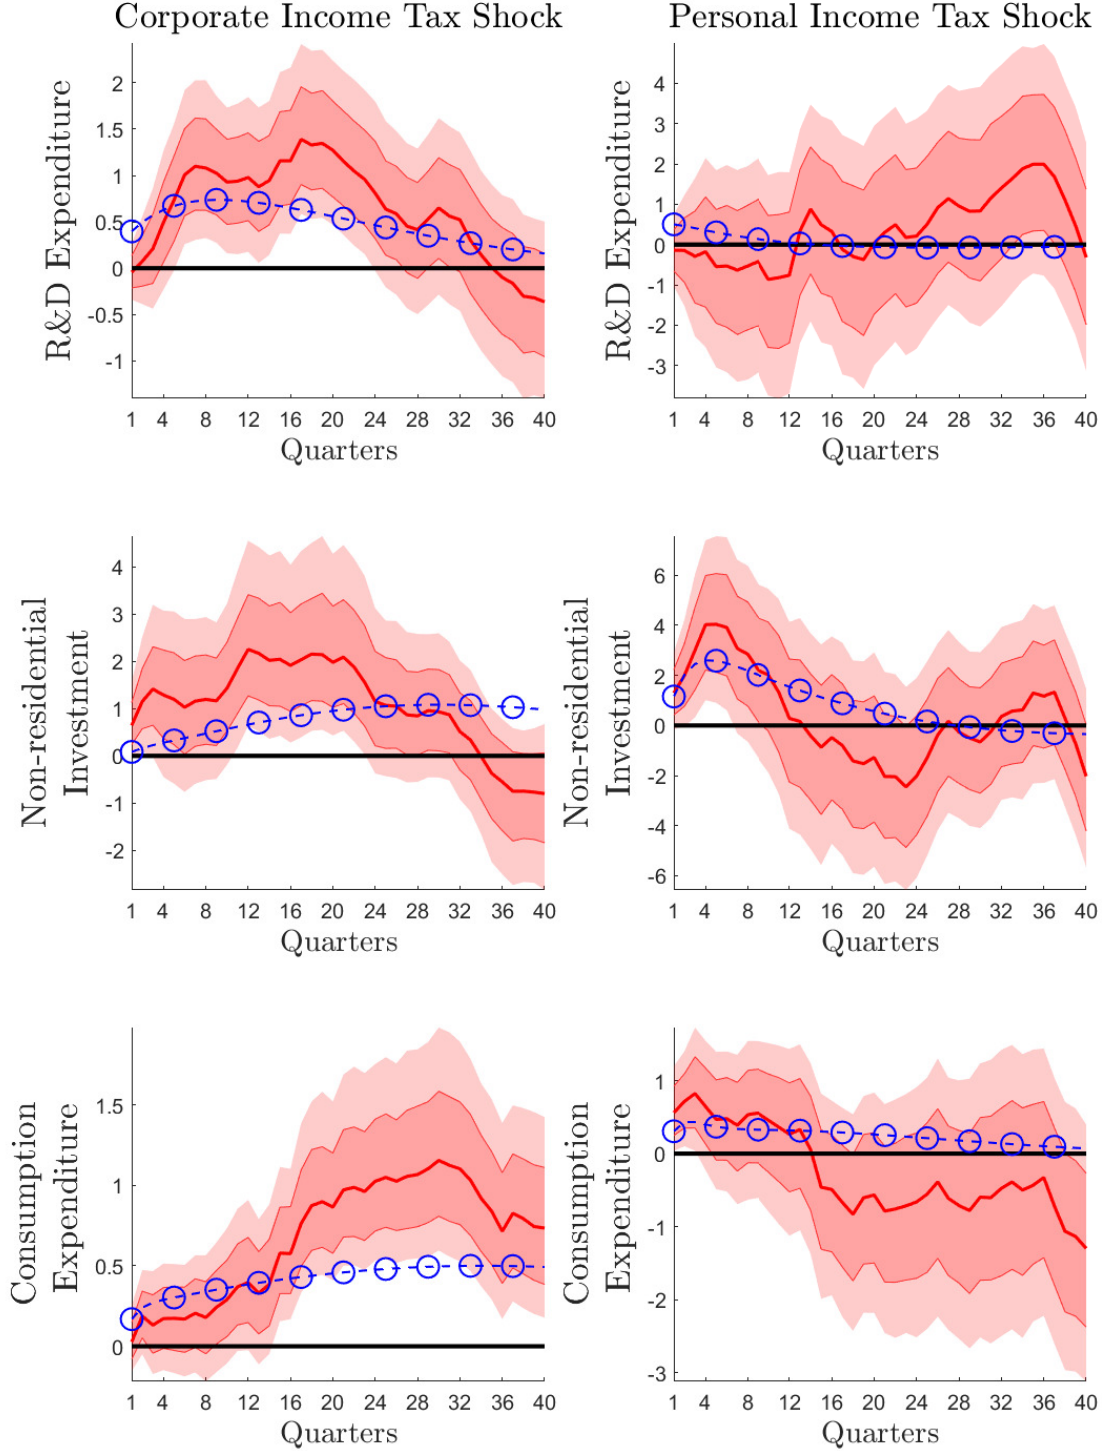 Corporate Income Tax Shock
Personal Income Tax Shock
R&D Expenditure
2
1.5
1
0.5
0
-0.5
-1
1 4 8 12 16 20 24 28 32 36 40
Quarters
R&D Expenditure
4
3
2
1
0
-1
-2
-3
1 4 8 12 16 20 24 28 32 36 40
Quarters
Non-residential
Investment
4
3
2
1
0
-1
-2
1 4 8 12 16 20 24 28 32 36 40
Quarters
Non-residential
Investment
6
4
2
0
-2
-4
-6
1 4 8 12 16 20 24 28 32 36 40
Quarters
Consumption
Expenditure
1.5
1
0.5
0
1 4 8 12 16 20 24 28 32 36 40
Quarters
Consumption
Expenditure
1
0
-1
-2
-3
1 4 8 12 16 20 24 28 32 36 40
Quarters